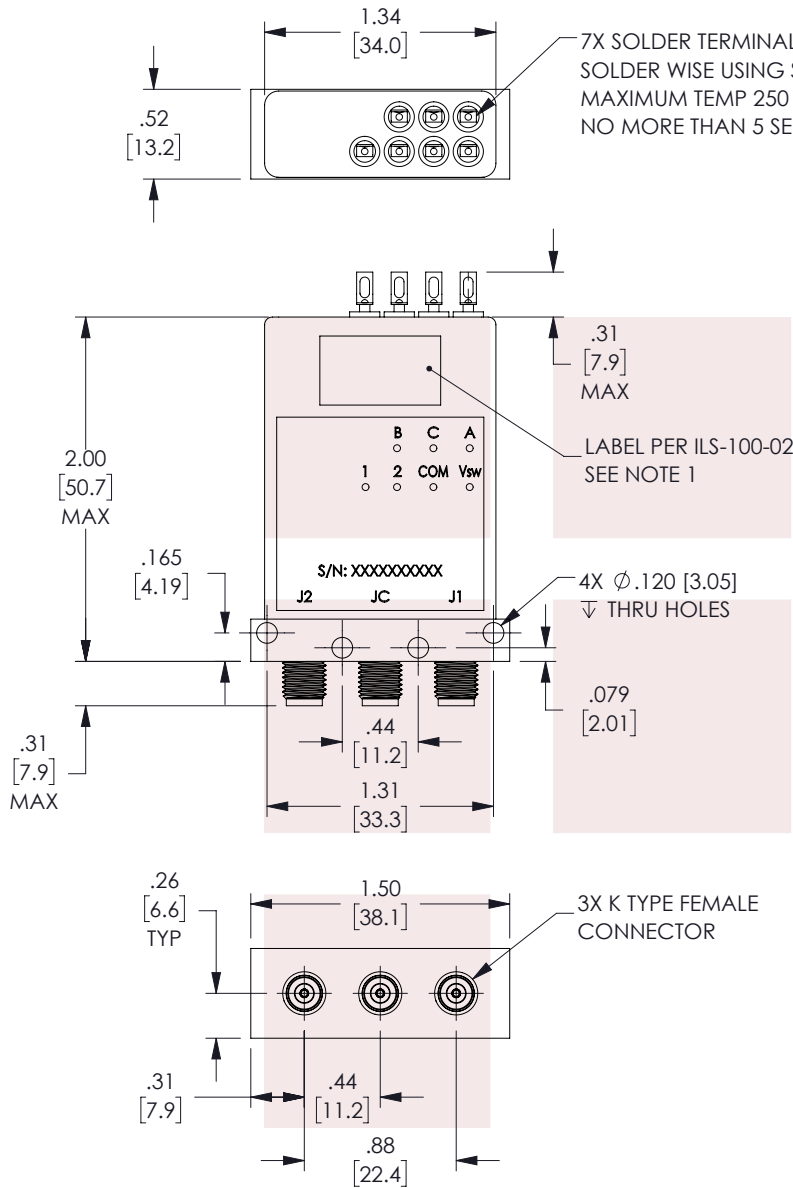 1.34
[34.0]
7X SOLDER TERMINAL
SOLDER WISE USING
MAXIMUM TEMP 250
NO MORE THAN 5
.52
[13.2]
.31
[7.9]
MAX
LABEL PER ILS-100-02
SEE NOTE 1
B C A
1 2 COM Vsw
2.00
[50.7]
MAX
.165
[4.19]
S/N: XXXXXXXXXX
J2 JC J1
4X Ø.120 [3.05]
↧ THRU HOLES
.079
[2.01]
.31
[7.9]
MAX
.44
[11.2]
1.31
[33.3]
.26
[6.6]
TYP
1.50
[38.1]
3X K TYPE FEMALE
CONNECTOR
.31
[7.9]
.44
[11.2]
.88
[22.4]